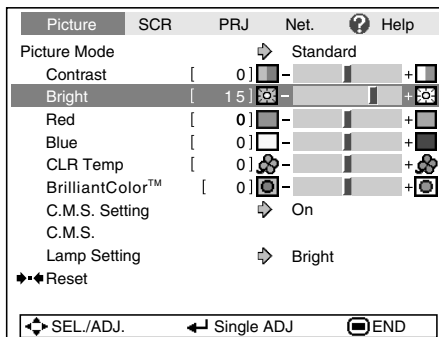 Picture SCR PRJ Net. ? Help
Picture Mode Standard
Contrast [ 0] - +
Bright [ 15] - +
Red [ 0] - +
Blue [ 0] - +
CLR Temp [ 0] - +
BrilliantColor™ [ 0] - +
C.M.S. Setting On
C.M.S.
Lamp Setting Bright
Reset
SEL./ADJ. Single ADJ END